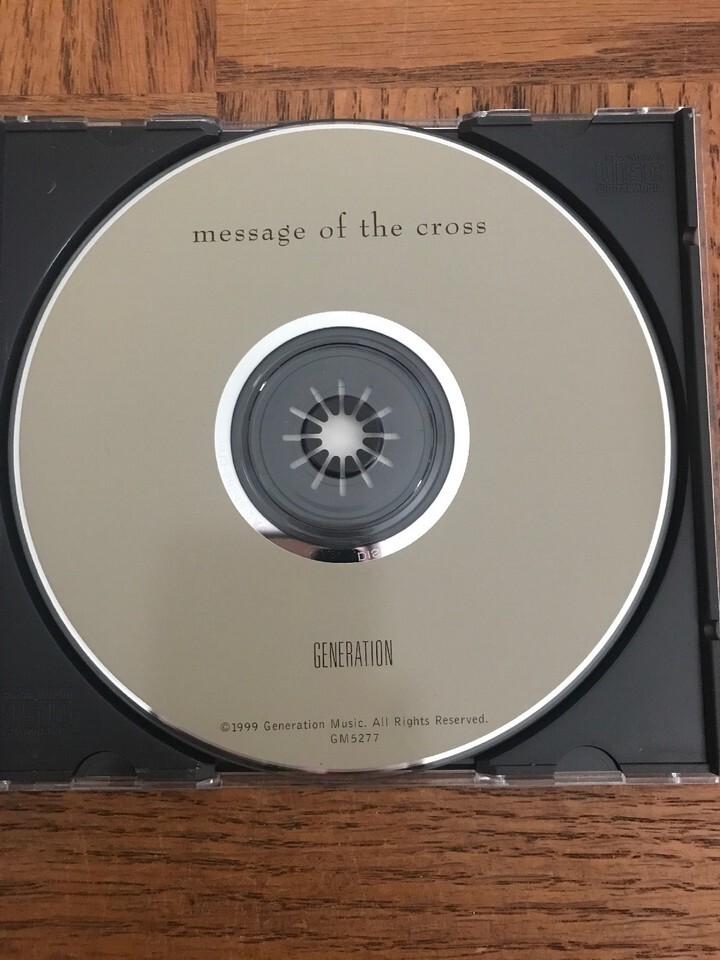 message of the cross
GENERATION
©1999 Generation Music. All Rights Reserved.
GM5277